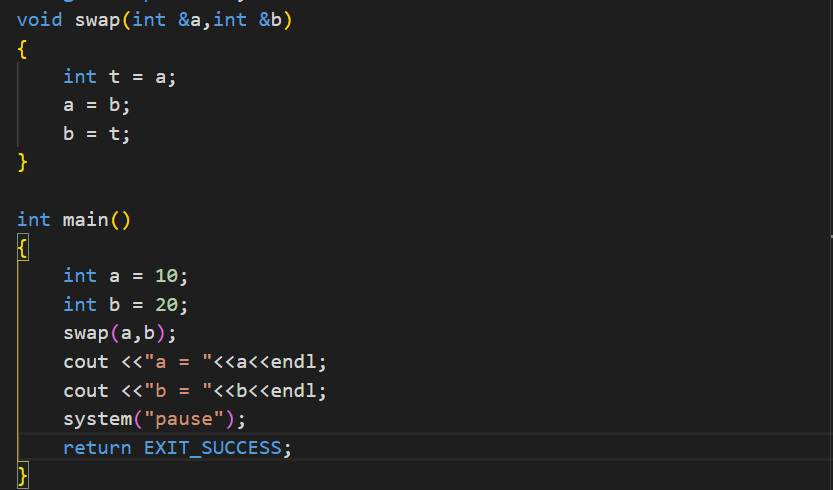 void swap(int &a,int &b)
{
    int t = a;
    a = b;
    b = t;
}
int main()
{
    int a = 10;
    int b = 20;
    swap(a,b);
    cout <<"a = "<<a<<endl;
    cout <<"b = "<<b<<endl;
    system("pause");
    return EXIT_SUCCESS;
}